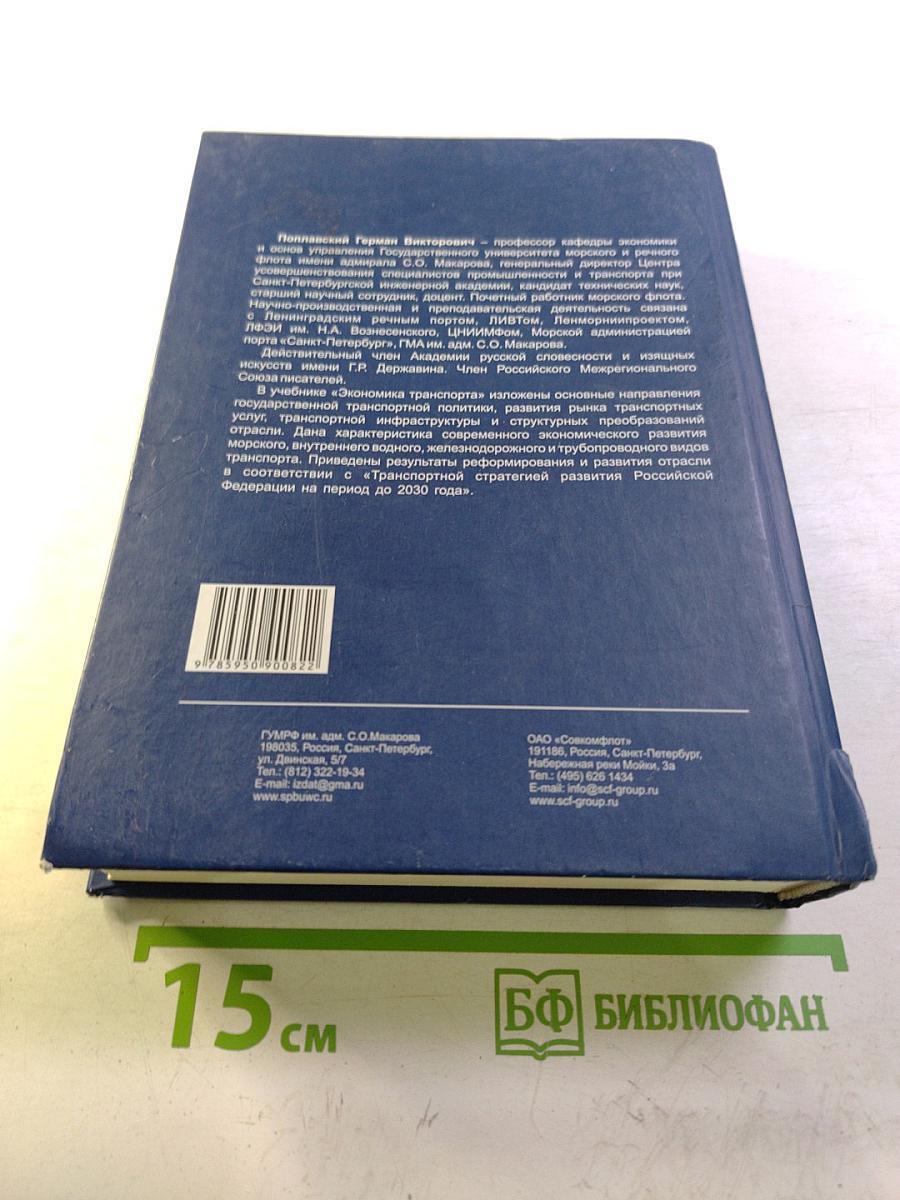 Поплавский Герман Викторович – профессор кафедры экономики
и основ управления Государственного университета морского и речного
флота имени адмирала С.О. Макарова, генеральный директор Центра
усовершенствования специалистов промышленности и транспорта при
Санкт-Петербургской инженерной академии, кандидат технических наук,
старший научный сотрудник, доцент. Почетный работник морского флота.
Научно-производственная и преподавательская деятельность связана
с Ленинградским речным портом, ЛИВТом, Ленморниипроектом,
ЛФЭИ им. Н.А. Вознесенского, ЦНИИМФом, Морской администрацией
порта «Санкт-Петербург», ГМА им. адм. С.О. Макарова.
Действительный член Академии русской словесности и изящных
искусств имени Г.Р. Державина. Член Российского Межрегионального
Союза писателей.
В учебнике «Экономика транспорта» изложены основные направления
государственной транспортной политики, развития рынка транспортных
услуг, транспортной инфраструктуры и структурных преобразований
отрасли. Дана характеристика современного экономического развития
морского, внутреннего водного, железнодорожного и трубопроводного видов
транспорта. Приведены результаты реформирования и развития отрасли
в соответствии с «Транспортной стратегией развития Российской
Федерации на период до 2030 года».
9 785950 900822
ГУМРФ им. адм. С.О.Макарова
198035, Россия, Санкт-Петербург,
ул. Двинская, 5/7
Тел.: (812) 322-19-34
E-mail: izdat@gma.ru
www.spbuwc.ru
ОАО «Совкомфлот»
191186, Россия, Санкт-Петербург,
Набережная реки Мойки, 3а
Тел.: (495) 626 1434
E-mail: info@scf-group.ru
www.scf-group.ru
15 см
БФ БИБЛИОФАН